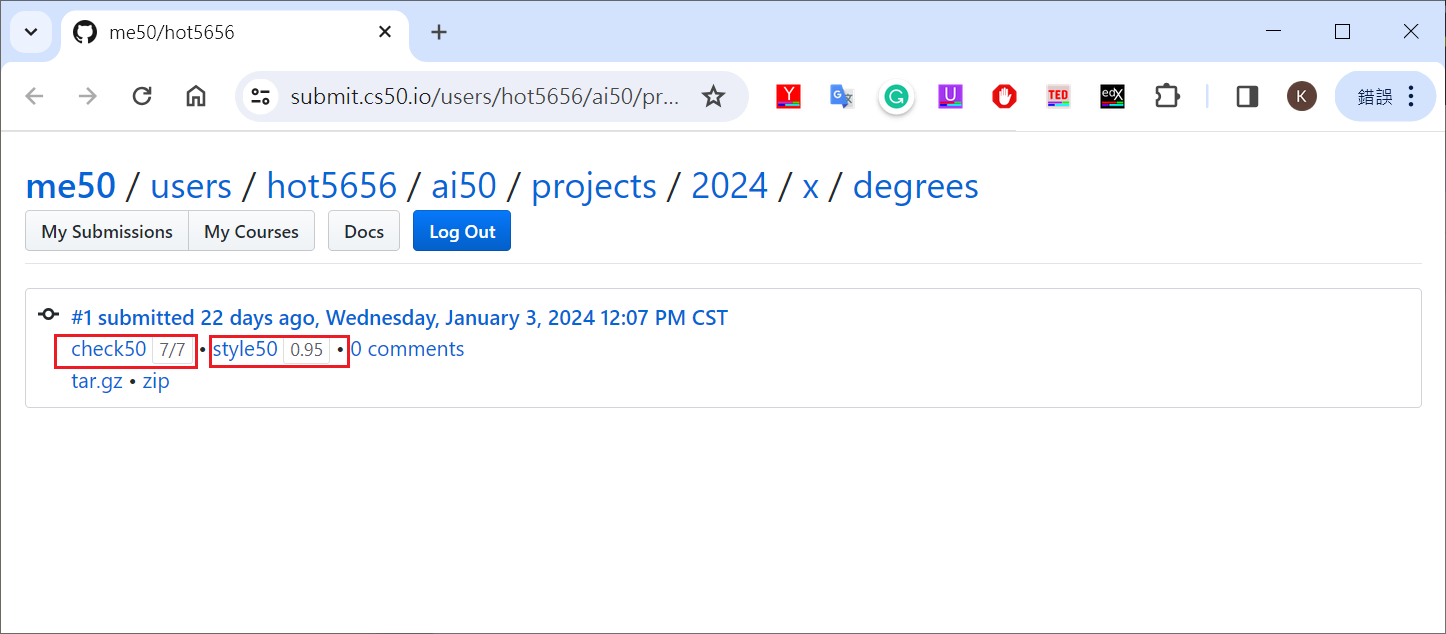 me50/hot5656
submit.cs50.io/users/hot5656/ai50/pr...
Y
G
G
U
TED
edX
K
錯誤
me50 / users / hot5656 / ai50 / projects / 2024 / x / degrees
My Submissions
My Courses
Docs
Log Out
#1 submitted 22 days ago, Wednesday, January 3, 2024 12:07 PM CST
check50 7/7 • style50 0.95 • 0 comments
tar.gz • zip